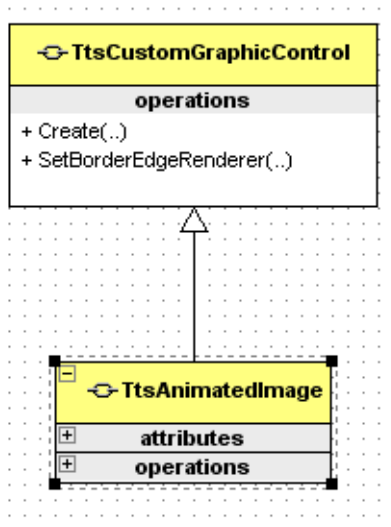 TtsCustomGraphicControl
operations
+ Create(..)
+ SetBorderEdgeRenderer(..)
TtsAnimatedImage
attributes
operations